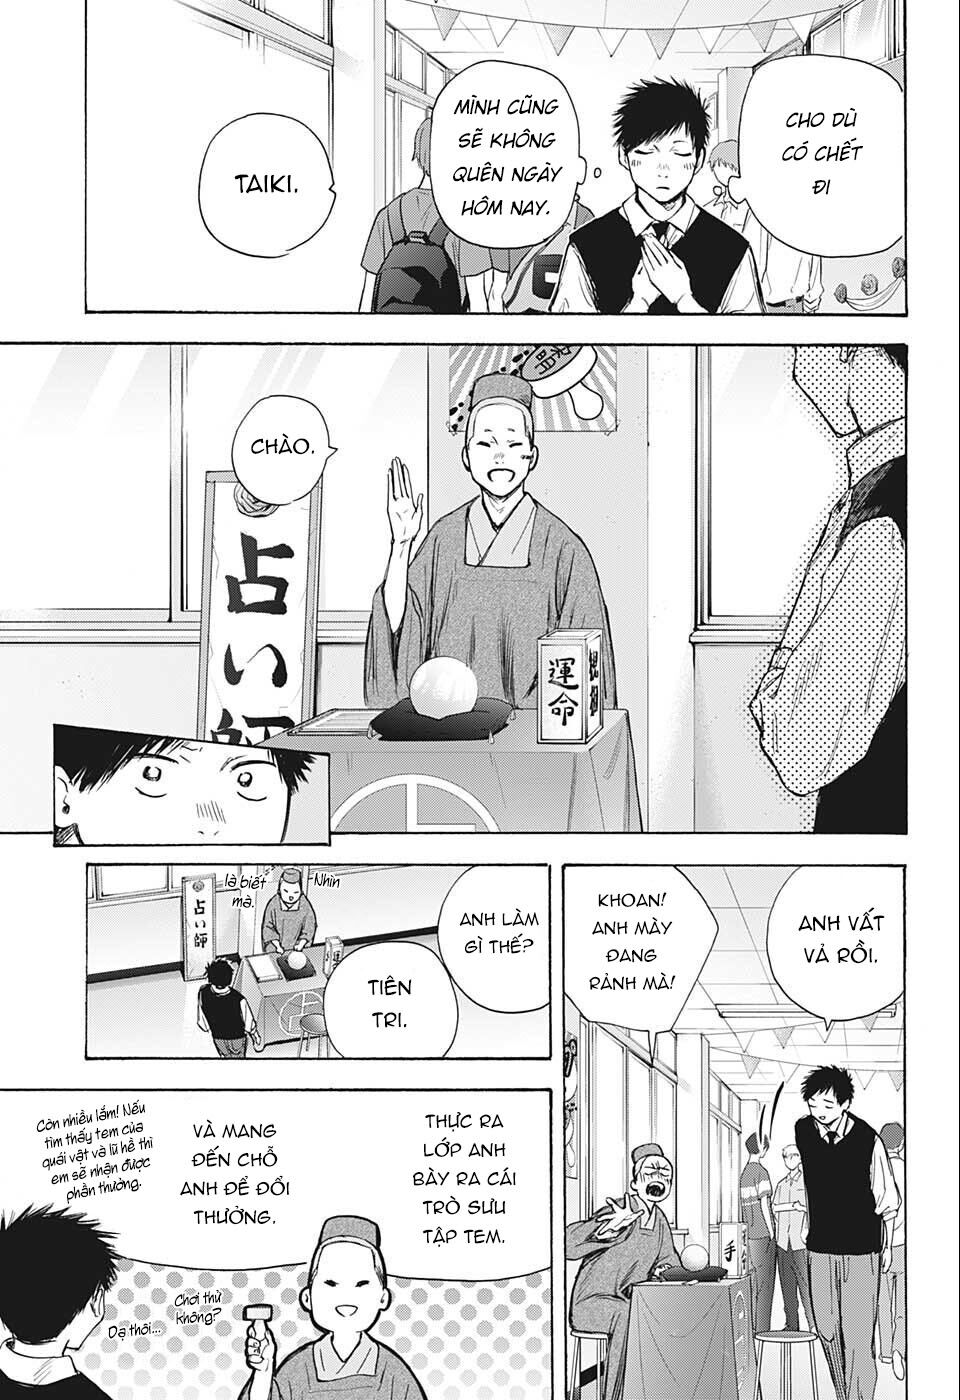 CHO DÙ
CÓ CHẾT
ĐI
MÌNH CŨNG
SẼ KHÔNG
QUÊN NGÀY
HÔM NAY.
TAIKI.
CHÀO.
占い師
運命
ANH VẤT
VẢ RỒI.
KHOAN!
ANH MÀY
ĐANG
RẢNH MÀ!
手
ANH LÀM
GÌ THẾ?
TIÊN
TRI.
Nhìn
là biết
mà.
占い師
THỰC RA
LỚP ANH
BÀY RA CÁI
TRÒ SƯU
TẬP TEM.
VÀ MANG
ĐẾN CHỖ
ANH ĐỂ ĐỔI
THƯỞNG.
Còn nhiều lắm! Nếu
tìm thấy tem của
quái vật và lũ hề thì
em sẽ nhận được
phần thưởng.
Chơi thử
không?
Dạ thôi...